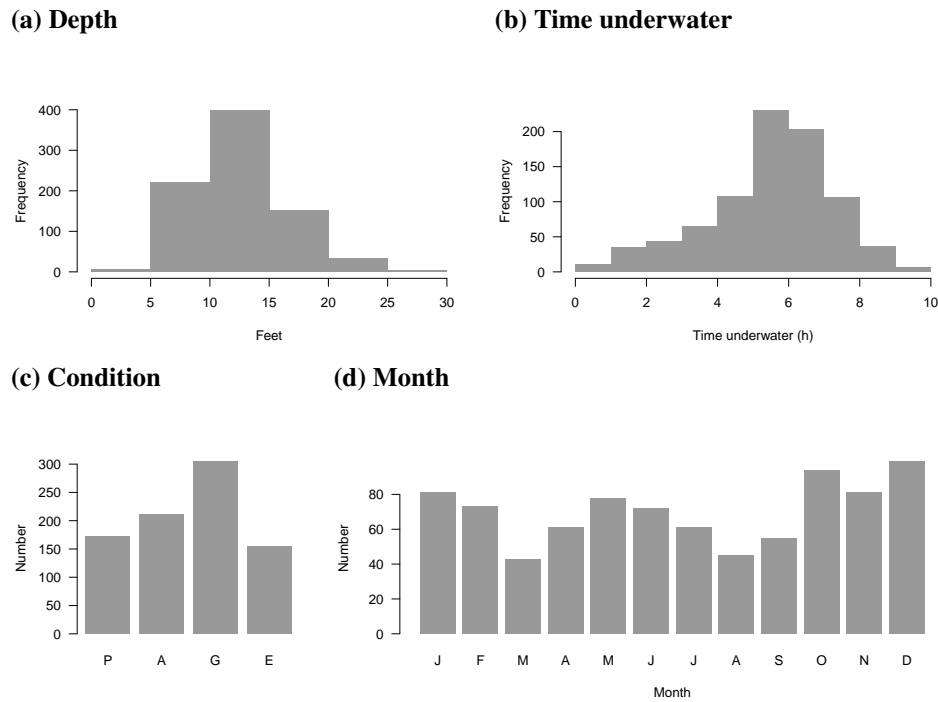 (a) Depth
Frequency
400
300
200
100
0
0 5 10 15 20 25 30
Feet
(b) Time underwater
Frequency
200
150
100
50
0
0 2 4 6 8 10
Time underwater (h)
(c) Condition
Number
300
250
200
150
100
50
0
P A G E
(d) Month
Number
80
60
40
20
0
J F M A M J J A S O N D
Month